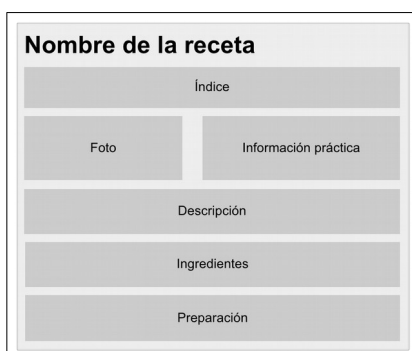 Nombre de la receta
Índice
Foto
Información práctica
Descripción
Ingredientes
Preparación